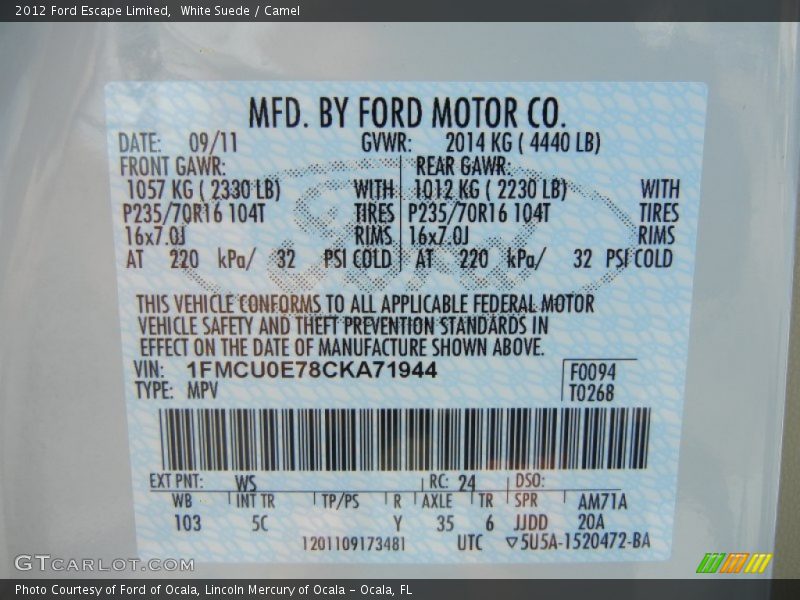 2012 Ford Escape Limited, White Suede / Camel
MFD. BY FORD MOTOR CO.
DATE: 09/11 GVWR: 2014 KG ( 4440 LB)
FRONT GAWR: REAR GAWR:
1057 KG ( 2330 LB) WITH 1012 KG ( 2230 LB) WITH
P235/70R16 104T TIRES P235/70R16 104T TIRES
16x7.0J RIMS 16x7.0J RIMS
AT 220 kPa/ 32 PSI COLD AT 220 kPa/ 32 PSI COLD
Ford
THIS VEHICLE CONFORMS TO ALL APPLICABLE FEDERAL MOTOR
VEHICLE SAFETY AND THEFT PREVENTION STANDARDS IN
EFFECT ON THE DATE OF MANUFACTURE SHOWN ABOVE.
VIN: 1FMCU0E78CKA71944 F0094
TYPE: MPV T0268
EXT PNT: WS RC: 24 DSO:
WB INT TR TP/PS R AXLE TR SPR AM71A
103 5C Y 35 6 JJDD 20A
1201109173481 UTC ▽5U5A-1520472-BA
GTCARLOT.COM
Photo Courtesy of Ford of Ocala, Lincoln Mercury of Ocala - Ocala, FL